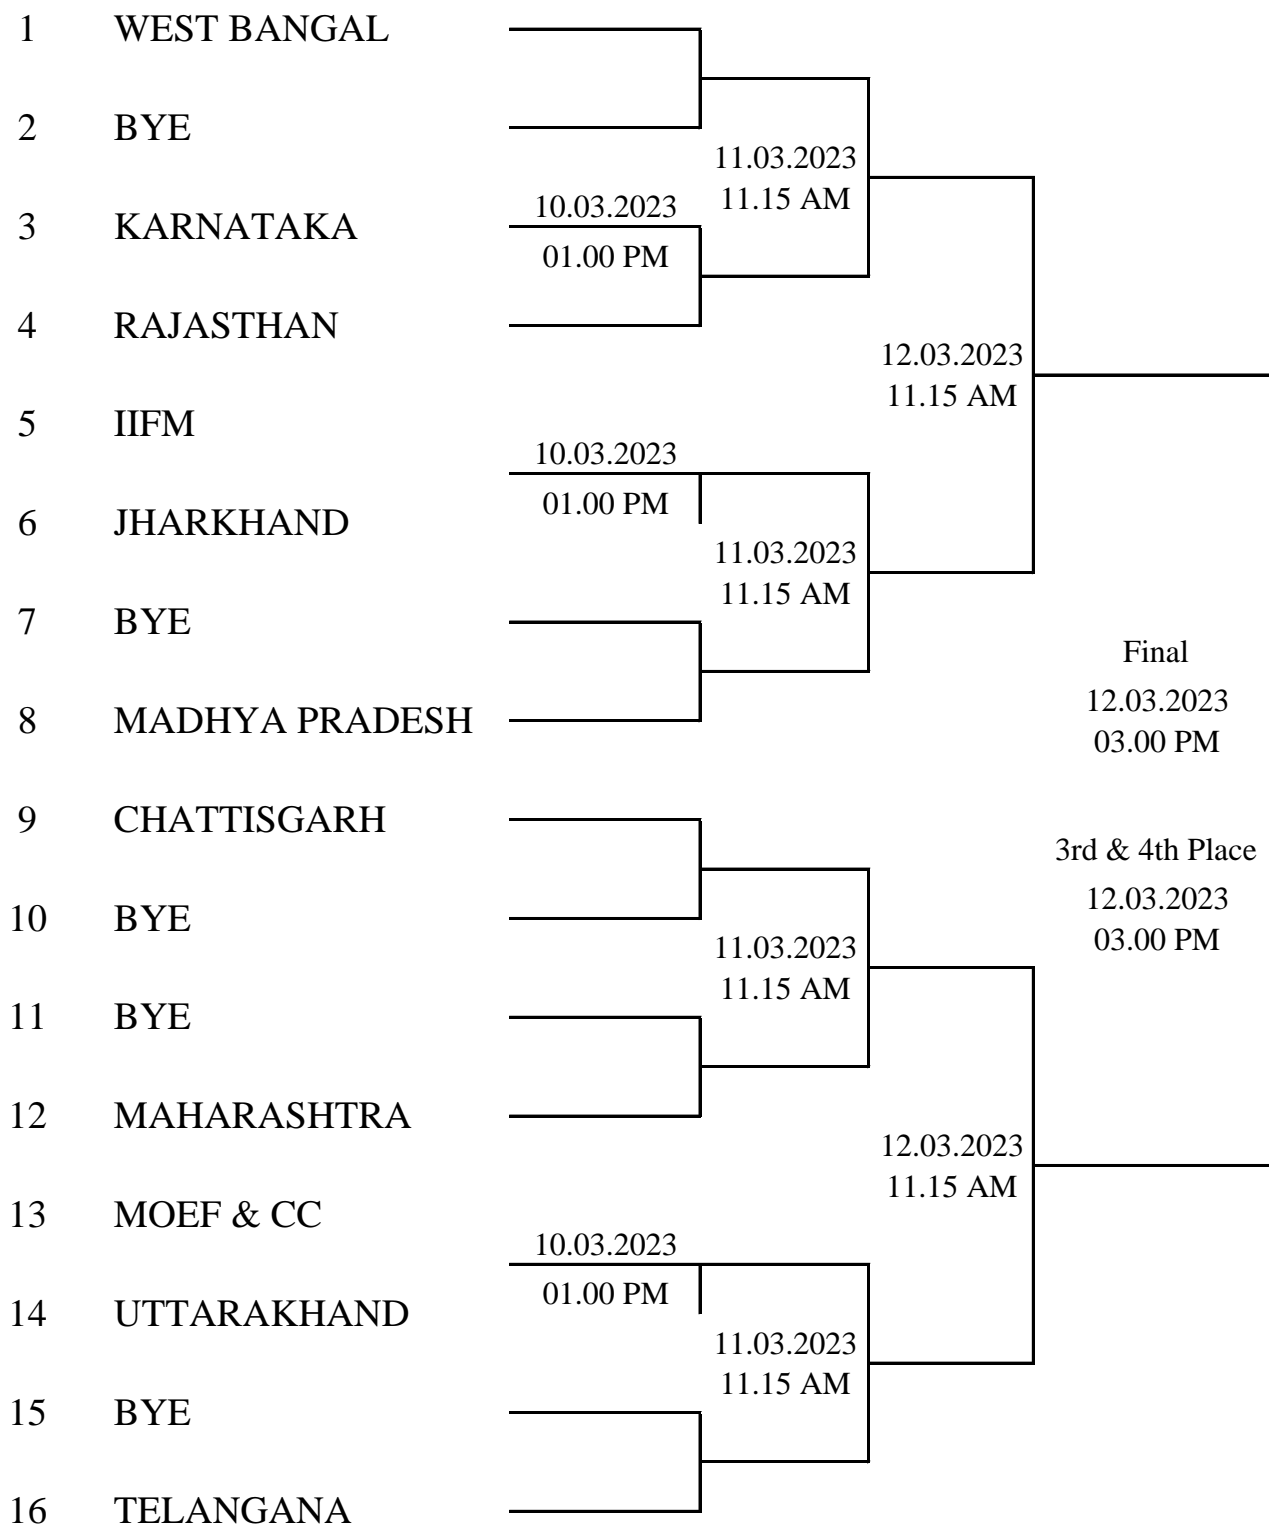 1 WEST BANGAL
2 BYE
11.03.2023
11.15 AM
10.03.2023
3 KARNATAKA
01.00 PM
4 RAJASTHAN
12.03.2023
11.15 AM
5 IIFM
10.03.2023
01.00 PM
6 JHARKHAND
11.03.2023
11.15 AM
7 BYE
Final
12.03.2023
03.00 PM
8 MADHYA PRADESH
9 CHATTISGARH
3rd & 4th Place
12.03.2023
03.00 PM
10 BYE
11.03.2023
11.15 AM
11 BYE
12 MAHARASHTRA
12.03.2023
11.15 AM
13 MOEF & CC
10.03.2023
01.00 PM
14 UTTARAKHAND
11.03.2023
11.15 AM
15 BYE
16 TELANGANA